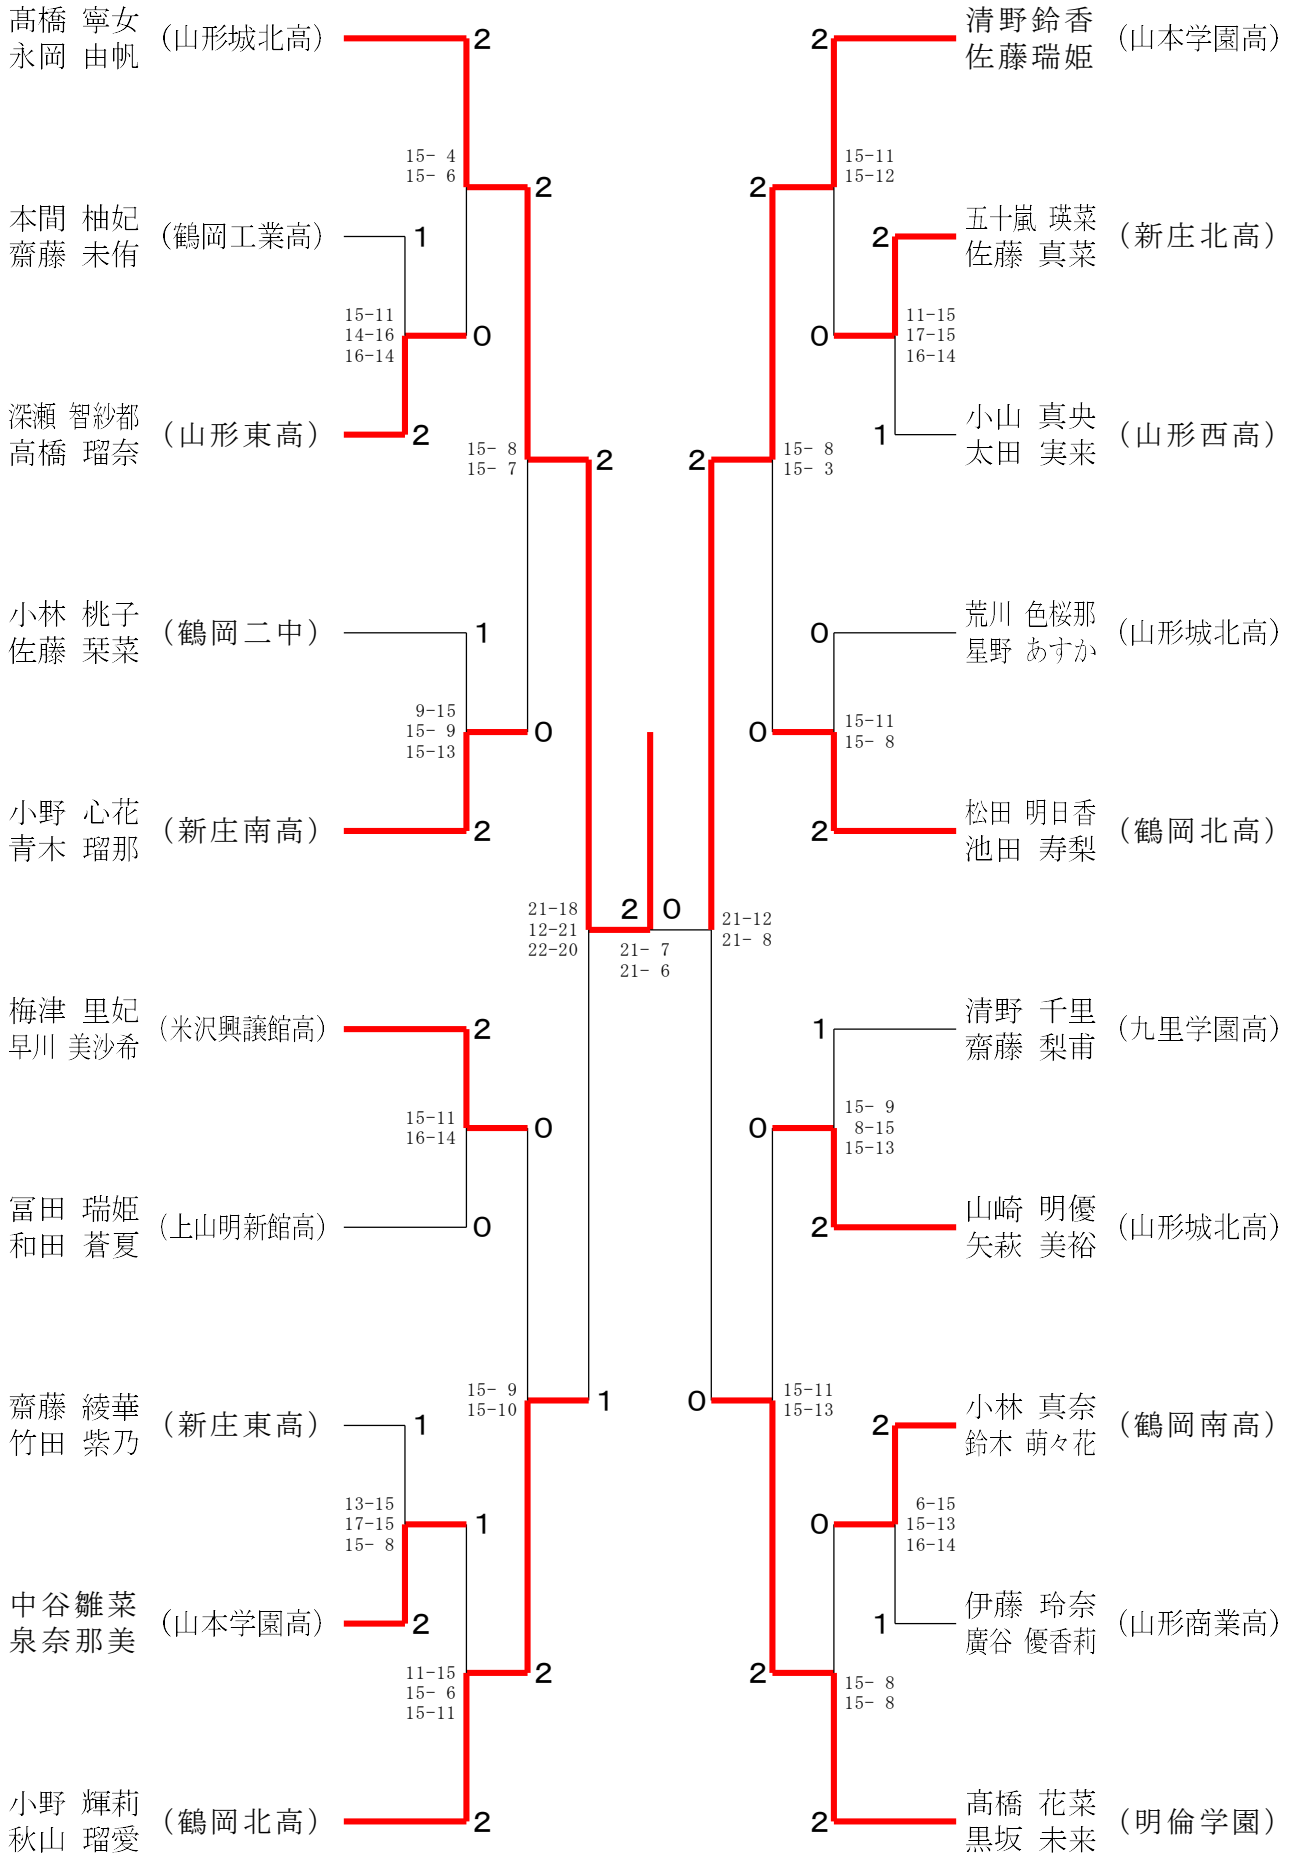 髙橋 寧女
永岡 由帆
(山形城北高)
2
15- 4
15- 6
2
本間 柚妃
齋藤 未侑
(鶴岡工業高)
1
15-11
14-16
16-14
0
深瀬 智紗都
高橋 瑠奈
(山形東高)
2
15- 8
15- 7
2
小林 桃子
佐藤 栞菜
(鶴岡二中)
1
9-15
15- 9
15-13
0
小野 心花
青木 瑠那
(新庄南高)
2
21-18
12-21
22-20
梅津 里妃
早川 美沙希
(米沢興譲館高)
2
15-11
16-14
0
冨田 瑞姫
和田 蒼夏
(上山明新館高)
0
15- 9
15-10
1
齋藤 綾華
竹田 紫乃
(新庄東高)
1
13-15
17-15
15- 8
1
中谷雛菜
泉奈那美
(山本学園高)
2
11-15
15- 6
15-11
2
小野 輝莉
秋山 瑠愛
(鶴岡北高)
2
2 0
21- 7
21- 6
清野鈴香
佐藤瑞姫
(山本学園高)
2
15-11
15-12
2
五十嵐 瑛菜
佐藤 真菜
(新庄北高)
2
11-15
17-15
16-14
0
小山 真央
太田 実来
(山形西高)
1
15- 8
15- 3
2
荒川 色桜那
星野 あすか
(山形城北高)
0
15-11
15- 8
0
松田 明日香
池田 寿梨
(鶴岡北高)
2
21-12
21- 8
清野 千里
齋藤 梨甫
(九里学園高)
1
15- 9
8-15
15-13
0
山崎 明優
矢萩 美裕
(山形城北高)
2
15-11
15-13
0
小林 真奈
鈴木 萌々花
(鶴岡南高)
2
6-15
15-13
16-14
0
伊藤 玲奈
廣谷 優香莉
(山形商業高)
1
15- 8
15- 8
2
髙橋 花菜
黒坂 未来
(明倫学園)
2